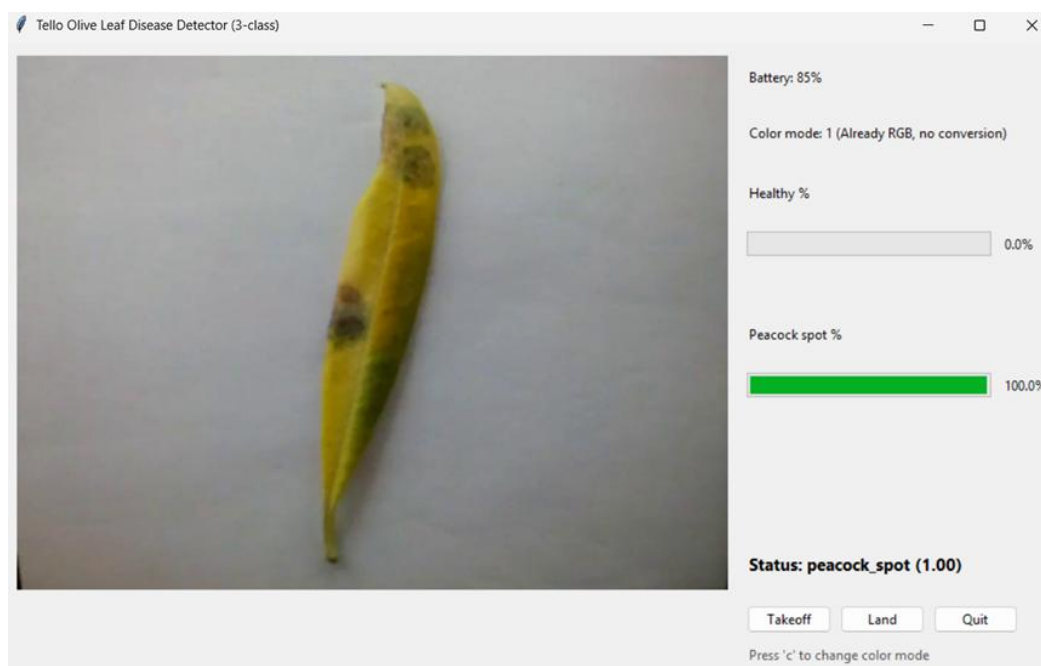 Tello Olive Leaf Disease Detector (3-class)
Battery: 85%
Color mode: 1 (Already RGB, no conversion)
Healthy %
0.0%
Peacock spot %
100.0%
Status: peacock_spot (1.00)
Takeoff Land Quit
Press 'c' to change color mode